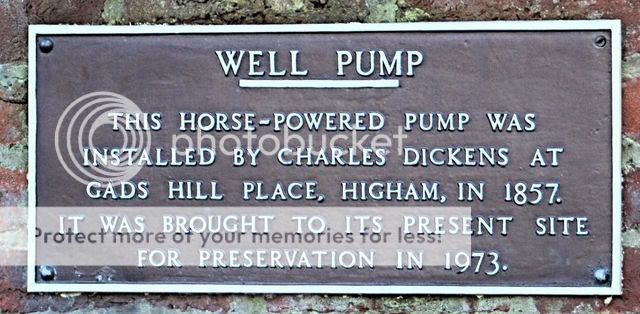 WELL PUMP
THIS HORSE-POWERED PUMP WAS
INSTALLED BY CHARLES DICKENS AT
GADS HILL PLACE, HIGHAM, IN 1857.
IT WAS BROUGHT TO ITS PRESENT SITE
FOR PRESERVATION IN 1973.
photobucket
Protect more of your memories for less!